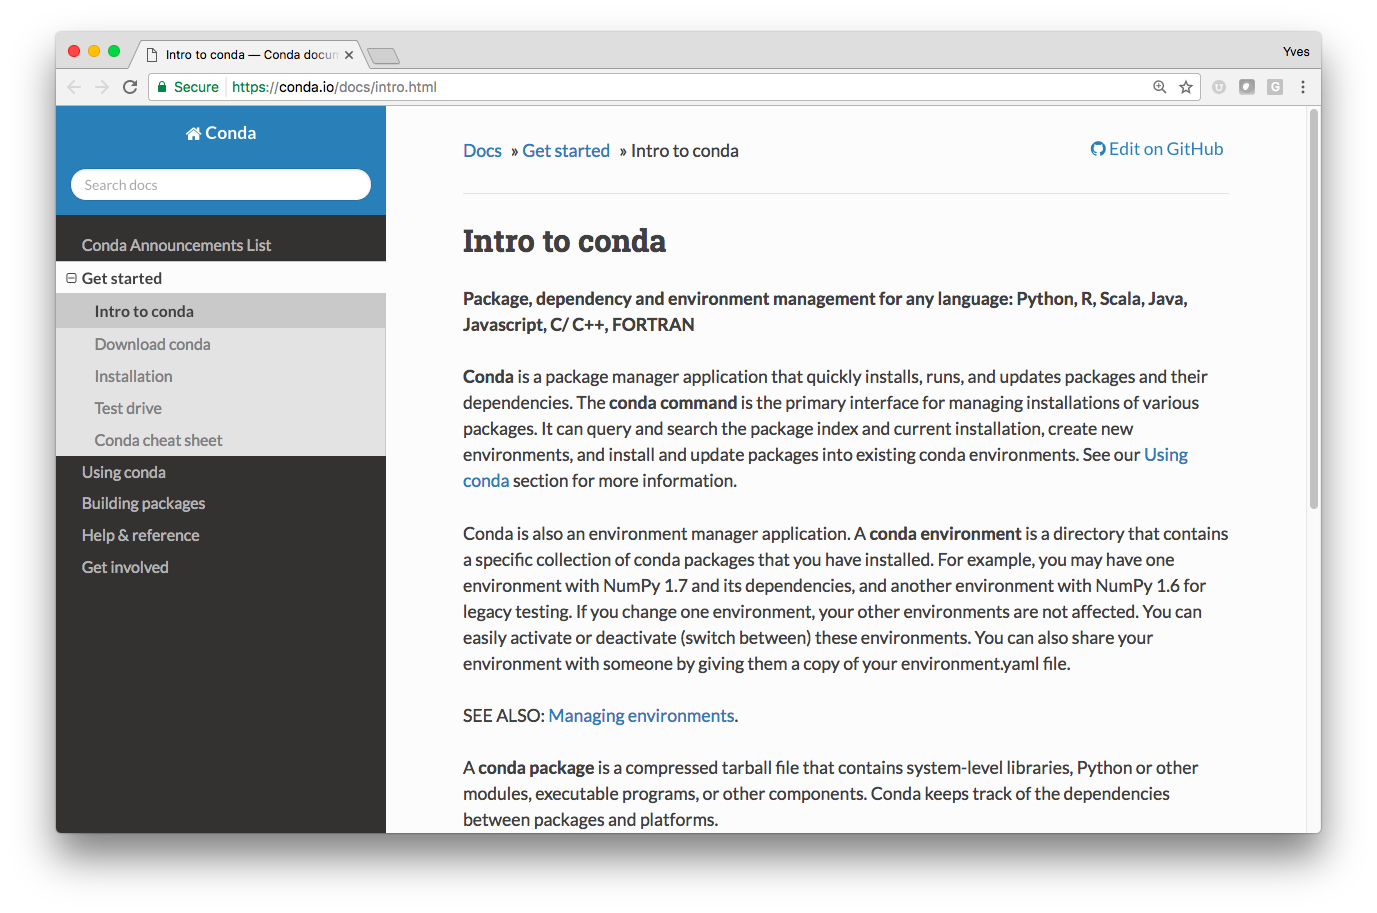 Intro to conda — Conda docum
Yves
Secure
https://conda.io/docs/intro.html
Conda
Search docs
Conda Announcements List
Get started
Intro to conda
Download conda
Installation
Test drive
Conda cheat sheet
Using conda
Building packages
Help & reference
Get involved
Docs » Get started » Intro to conda
Edit on GitHub
Intro to conda
Package, dependency and environment management for any language: Python, R, Scala, Java,
Javascript, C/ C++, FORTRAN
Conda is a package manager application that quickly installs, runs, and updates packages and their
dependencies. The conda command is the primary interface for managing installations of various
packages. It can query and search the package index and current installation, create new
environments, and install and update packages into existing conda environments. See our Using
conda section for more information.
Conda is also an environment manager application. A conda environment is a directory that contains
a specific collection of conda packages that you have installed. For example, you may have one
environment with NumPy 1.7 and its dependencies, and another environment with NumPy 1.6 for
legacy testing. If you change one environment, your other environments are not affected. You can
easily activate or deactivate (switch between) these environments. You can also share your
environment with someone by giving them a copy of your environment.yaml file.
SEE ALSO: Managing environments.
A conda package is a compressed tarball file that contains system-level libraries, Python or other
modules, executable programs, or other components. Conda keeps track of the dependencies
between packages and platforms.